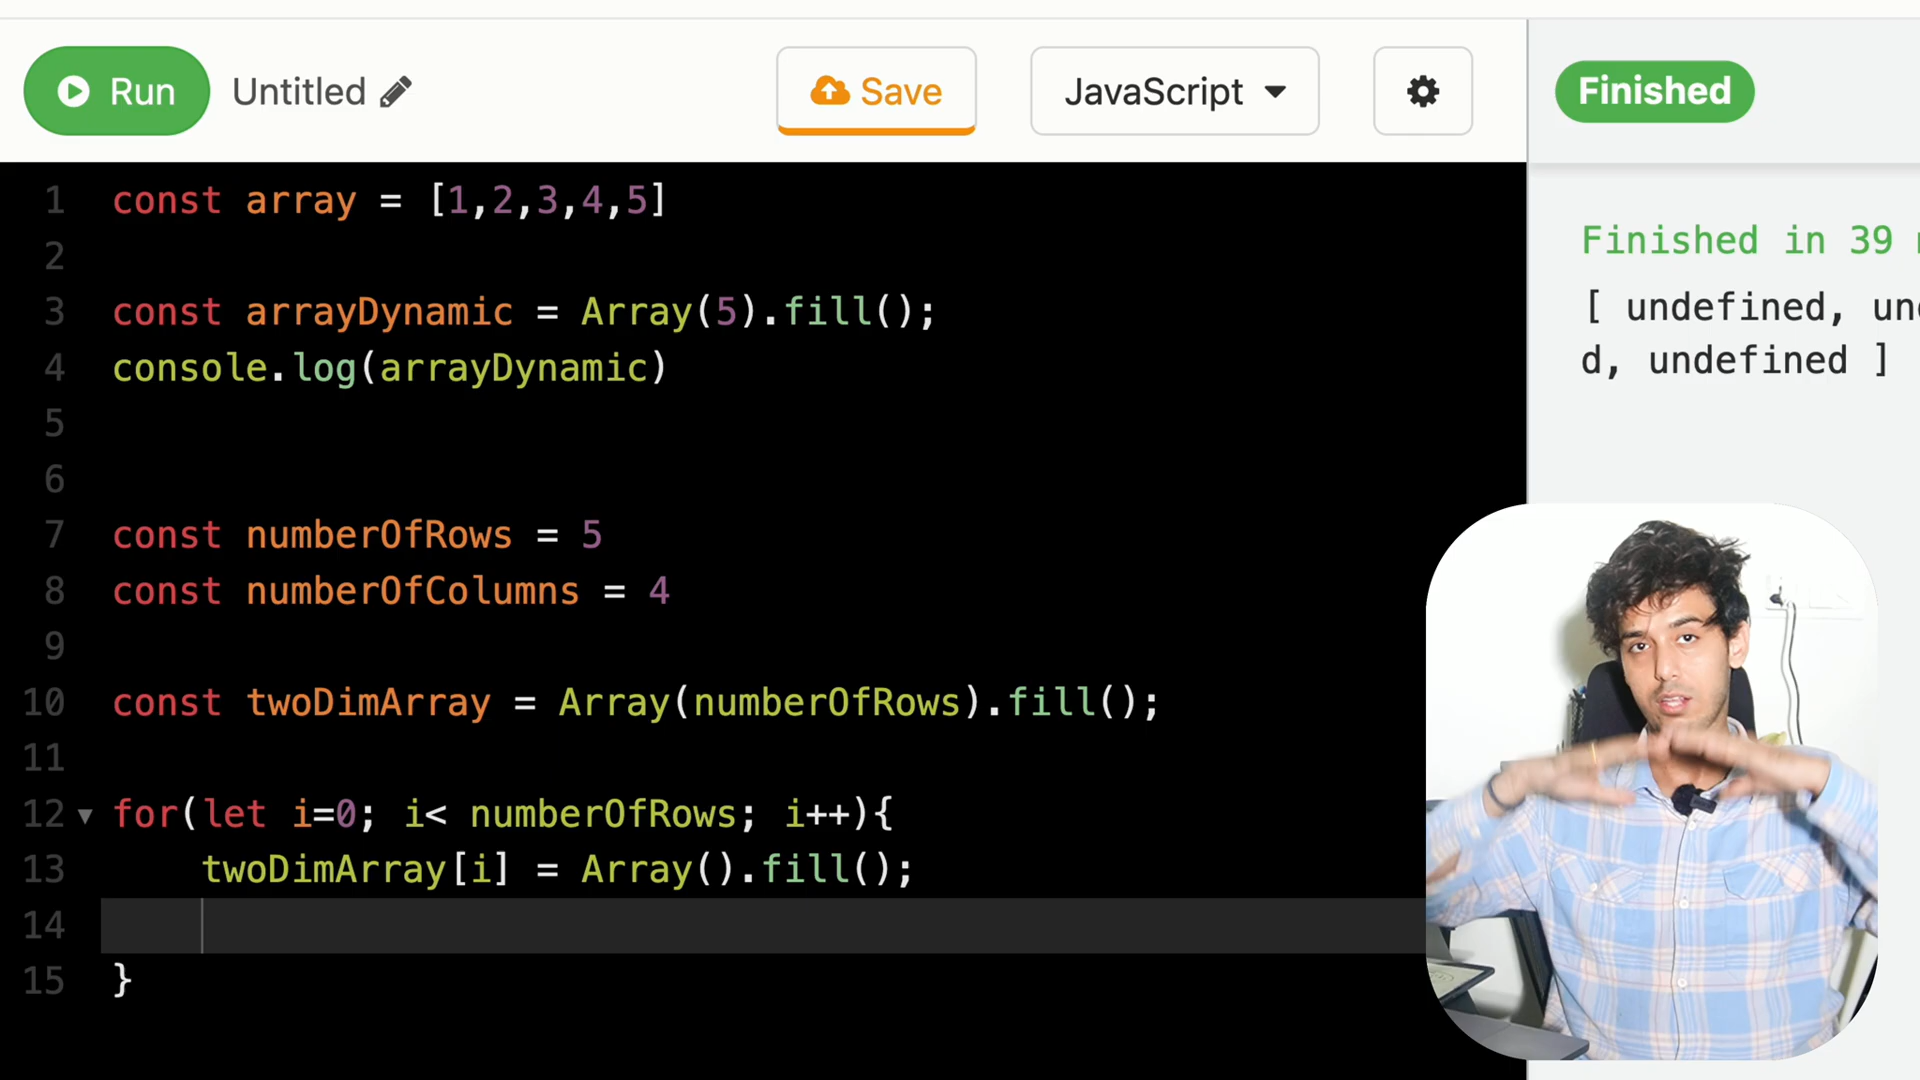 Run Untitled Save JavaScript Finished
1 const array = [1,2,3,4,5]
2
3 const arrayDynamic = Array(5).fill();
4 console.log(arrayDynamic)
5
6
7 const numberOfRows = 5
8 const numberOfColumns = 4
9
10 const twoDimArray = Array(numberOfRows).fill();
11
12 for(let i=0; i< numberOfRows; i++){
13 twoDimArray[i] = Array().fill();
14
15 }
Finished in 39
[ undefined, und
d, undefined ]